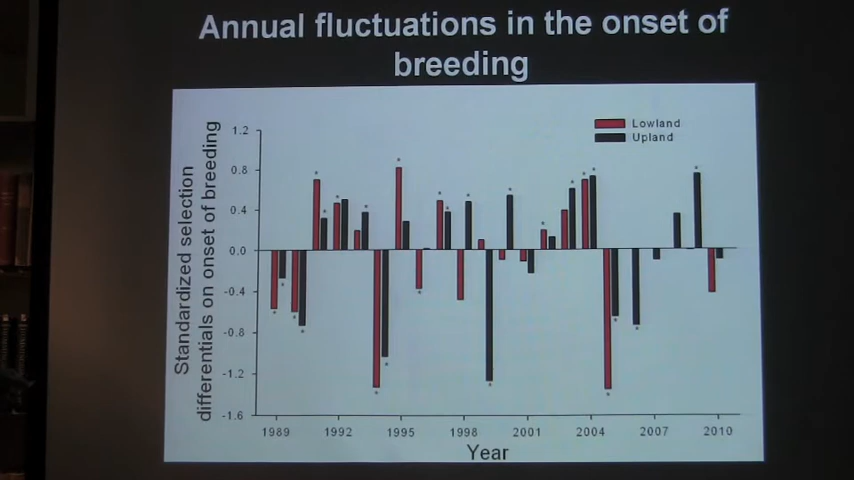 Annual fluctuations in the onset of
breeding
Standardized selection
differentials on onset of breeding
1.2
0.8
0.4
0.0
-0.4
-0.8
-1.2
-1.6
Lowland
Upland
1989 1992 1995 1998 2001 2004 2007 2010
Year